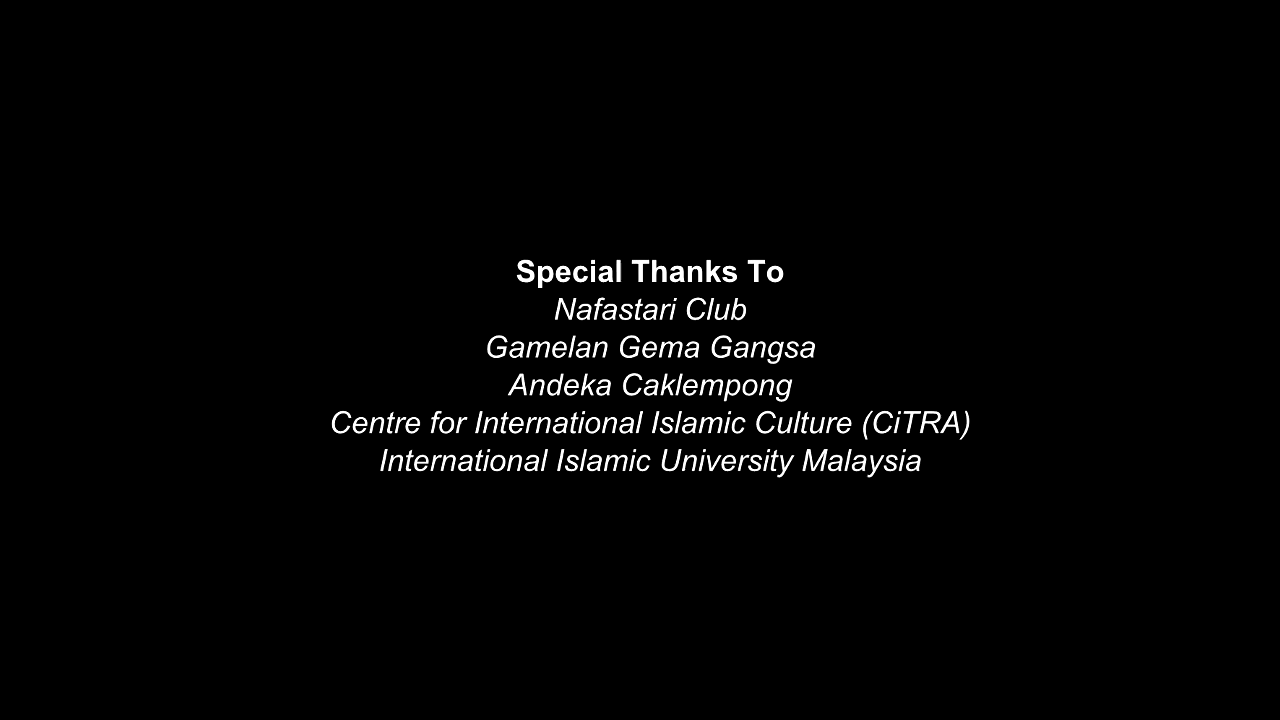 Special Thanks To
Nafastari Club
Gamelan Gema Gangsa
Andeka Caklempong
Centre for International Islamic Culture (CiTRA)
International Islamic University Malaysia